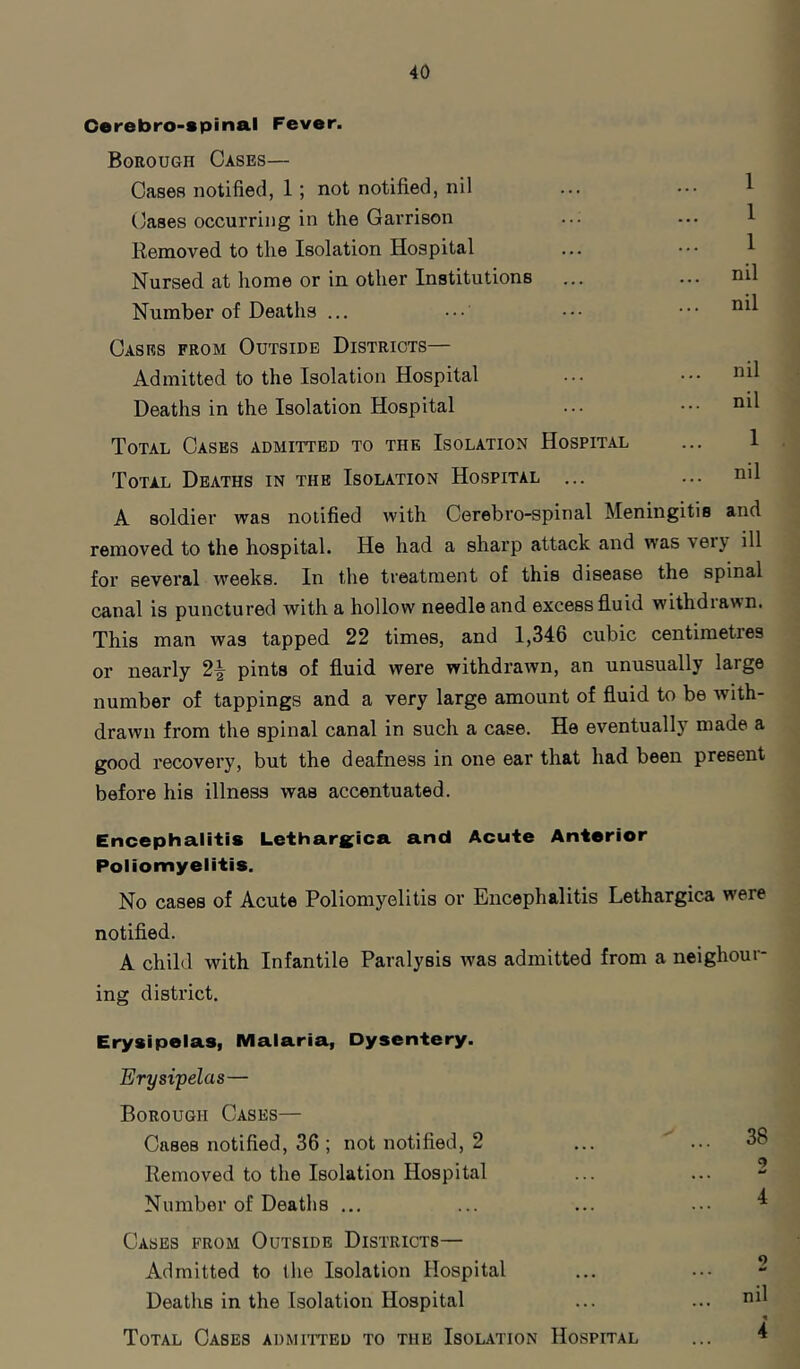 40
Cerebro-spinal Fever.
Borough Cases—
Cases notified, 1 ; not notified, nil ... ... 1
Cases occurring in the Garrison ... ... 1
Removed to the Isolation Hospital ... ... 1
Nursed at home or in other Institutions ... ... nil
Number of Deaths ... ... ... ... nil
Cases from Outside Districts—
Admitted to the Isolation Hospital ... ... nil
Deaths in the Isolation Hospital ... ... nil
Total Cases admitted to the Isolation Hospital ... 1
Total Deaths in the Isolation Hospital ... ... nil
A soldier was notified with Cerebro-spinal Meningitis and
removed to the hospital. He had a sharp attack and was very ill
for several weeks. In the treatment of this disease the spinal
canal is punctured with a hollow needle and excess fluid withdrawn.
This man was tapped 22 times, and 1,346 cubic centimetres
or nearly 2½ pints of fluid were withdrawn, an unusually large
number of tappings and a very large amount of fluid to be with-
drawn from the spinal canal in such a case. He eventually made a
good recovery, but the deafness in one ear that had been present
before his illness was accentuated.
Encephalitis Lethargica and Acute Anterior
Poliomyelitis.
No cases of Acute Poliomyelitis or Encephalitis Lethargica were
notified.
A child with Infantile Paralysis was admitted from a neighour-
ing district.
Erysipelas, Malaria, Dysentery.
Erysipelas—
Borough Cases—
Cases notified, 36 ; not notified, 2 ... ... 38
Removed to the Isolation Hospital ... ... 2
Number of Deaths ... ... ... ... 4
Cases from Outside Districts—
Admitted to the Isolation Hospital ... ... 2
Deaths in the Isolation Hospital ... ... nil
Total Cases admitted to the Isolation Hospital ... 4